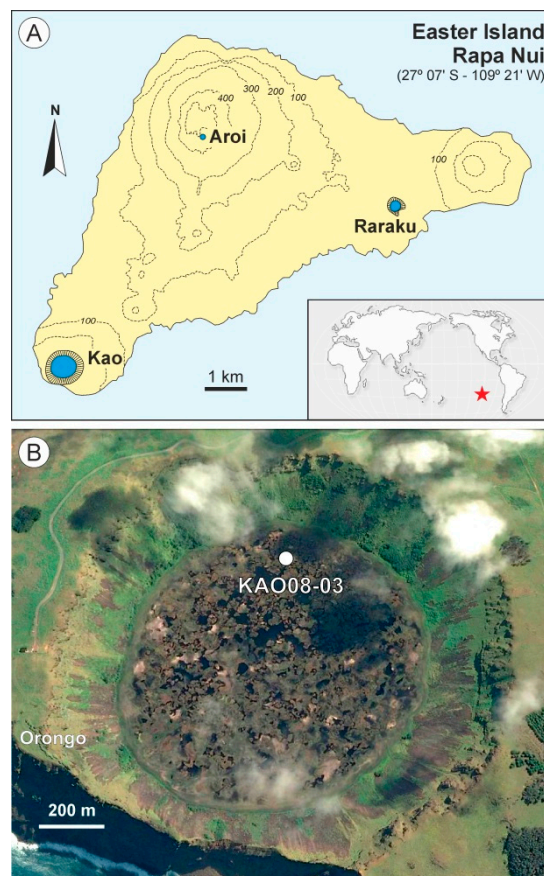 A
Easter Island
Rapa Nui
(27º 07' S - 109º 21' W)
N
400
300
200
100
Aroi
100
Raraku
100
Kao
1 km
B
KAO08-03
Orongo
200 m